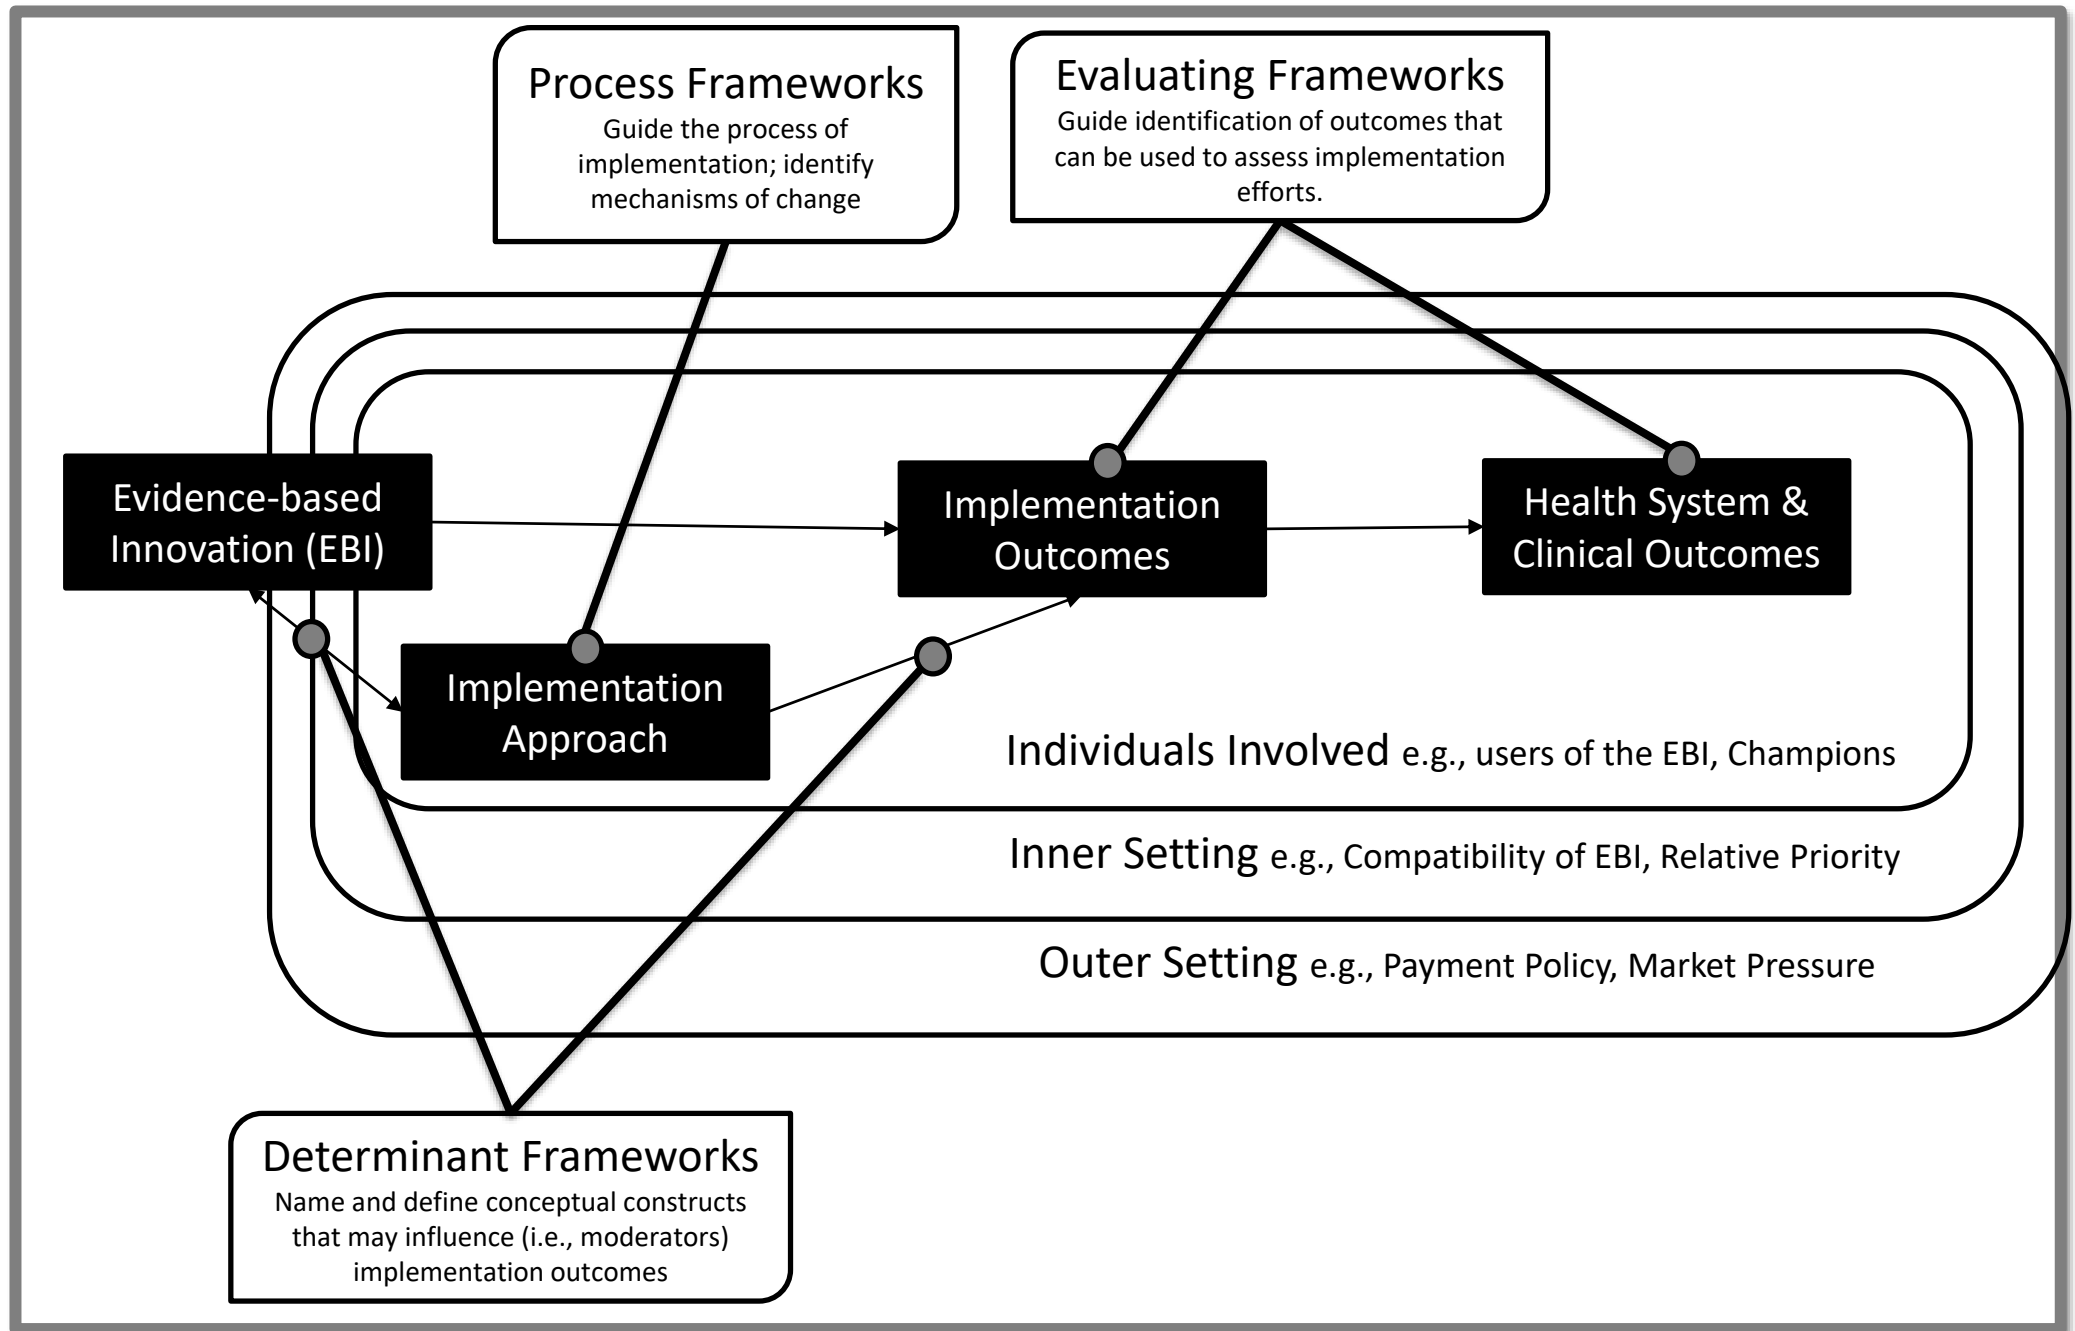 Process Frameworks
Guide the process of
implementation; identify
mechanisms of change
Evaluating Frameworks
Guide identification of outcomes that
can be used to assess implementation
efforts.
Evidence-based
Innovation (EBI)
Implementation
Outcomes
Health System &
Clinical Outcomes
Implementation
Approach
Individuals Involved e.g., users of the EBI, Champions
Inner Setting e.g., Compatibility of EBI, Relative Priority
Outer Setting e.g., Payment Policy, Market Pressure
Determinant Frameworks
Name and define conceptual constructs
that may influence (i.e., moderators)
implementation outcomes